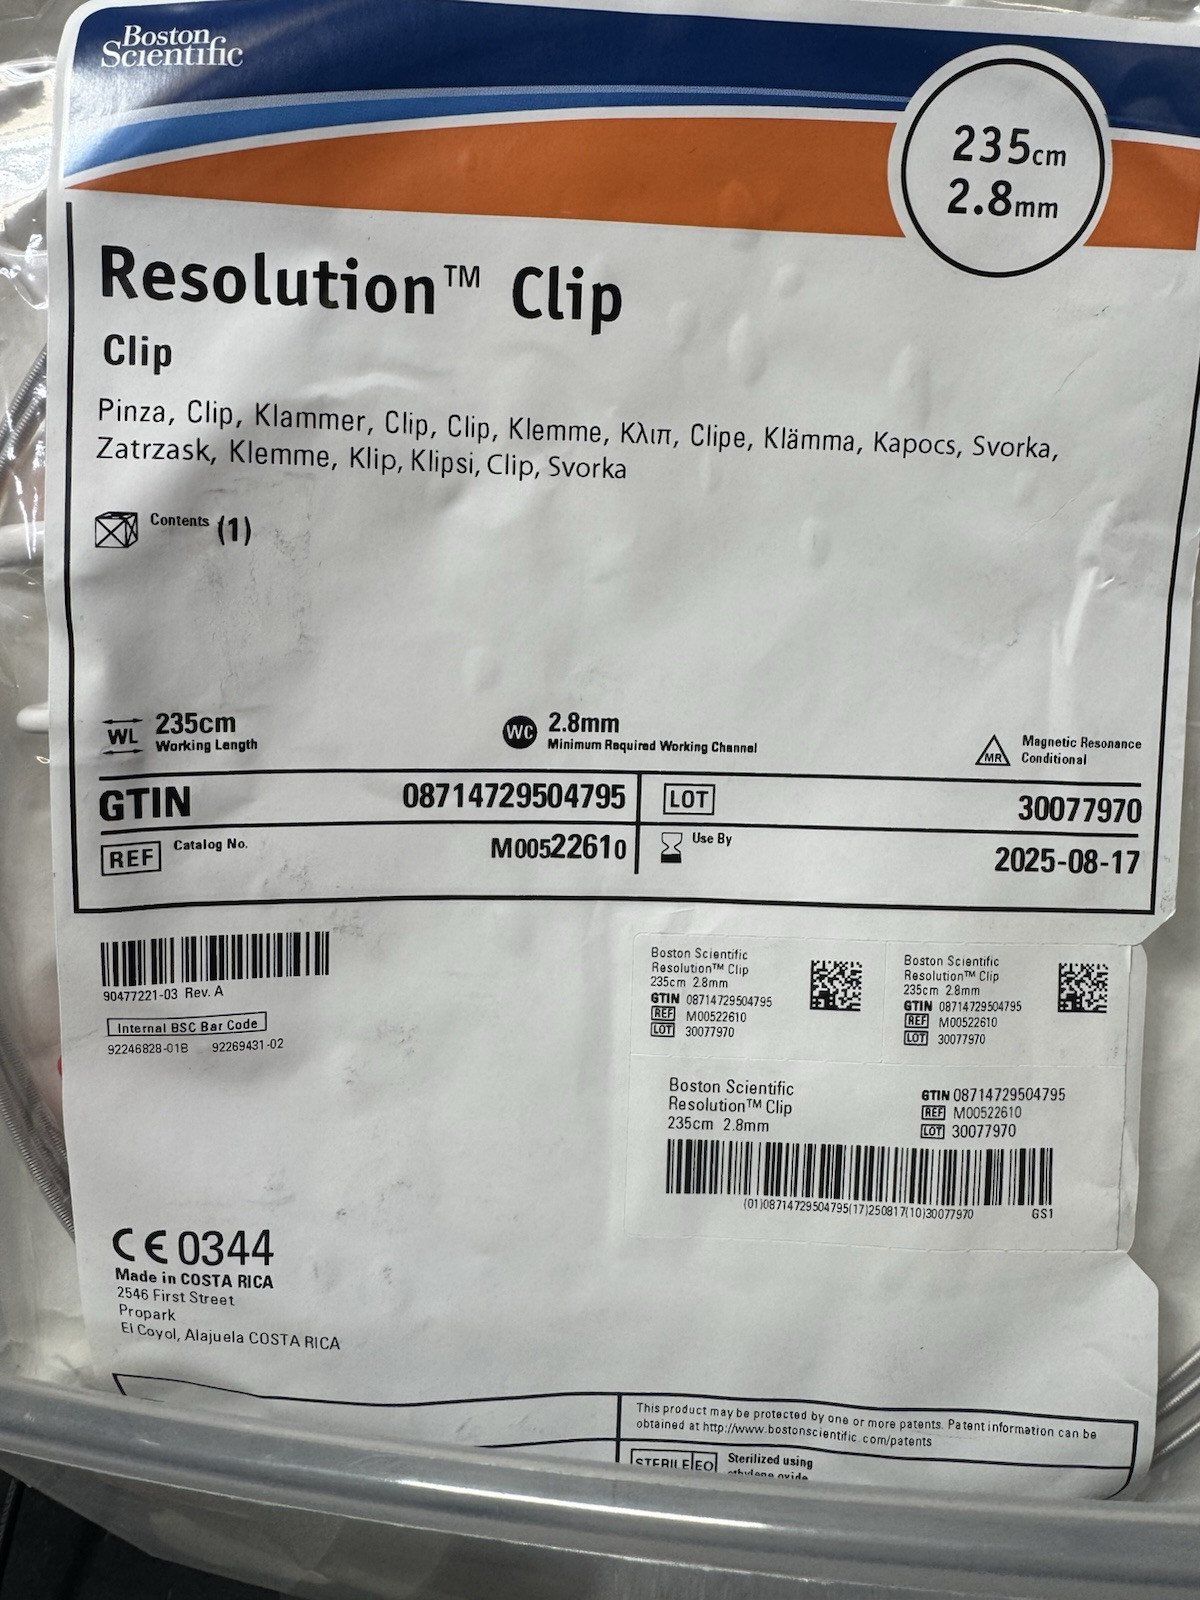 Boston
Scientific
235cm
2.8mm
Resolution™ Clip
Clip
Pinza, Clip, Klammer, Clip, Clip, Klemme, Κλιπ, Clipe, Klämma, Kapocs, Svorka,
Zatrzask, Klemme, Klip, Klipsi, Clip, Svorka
Contents (1)
WL 235cm
Working Length
WC 2.8mm
Minimum Required Working Channel
MR Magnetic Resonance
Conditional
GTIN 08714729504795
LOT 30077970
REF Catalog No. M00522610
Use By 2025-08-17
90477221-03 Rev. A
Internal BSC Bar Code
92246828-01B 92269431-02
Boston Scientific
Resolution™ Clip
235cm 2.8mm
GTIN 08714729504795
REF M00522610
LOT 30077970
Boston Scientific
Resolution™ Clip
235cm 2.8mm
GTIN 08714729504795
REF M00522610
LOT 30077970
Boston Scientific
Resolution™ Clip
235cm 2.8mm
GTIN 08714729504795
REF M00522610
LOT 30077970
(01)08714729504795(17)250817(10)30077970
GS1
CE 0344
Made in COSTA RICA
2546 First Street
Propark
El Coyol, Alajuela COSTA RICA
This product may be protected by one or more patents. Patent information can be
obtained at http://www.bostonscientific.com/patents
STERILE EO Sterilized using
ethylene oxide